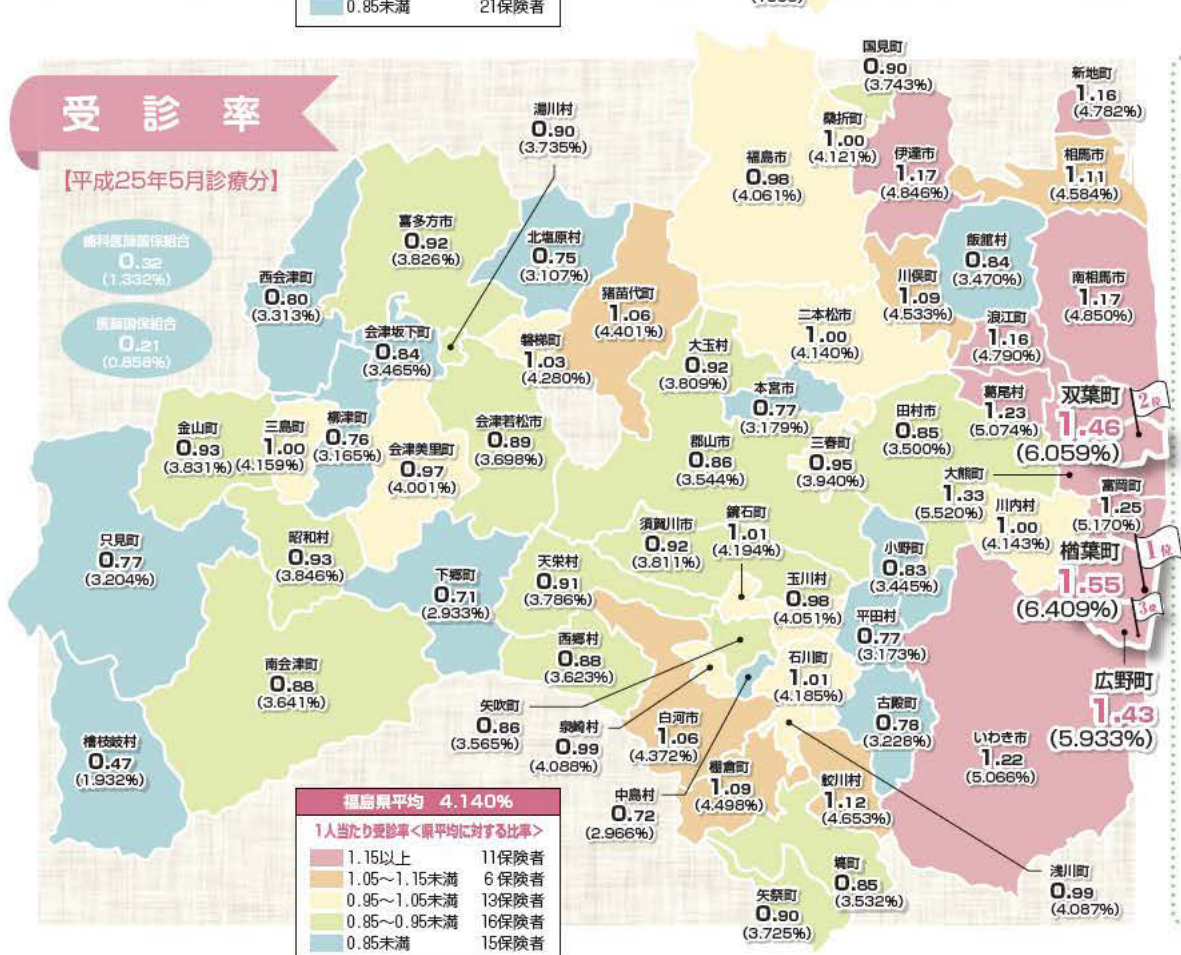 0.85未満 21保険者
受診率
【平成25年5月診療分】
歯科医師国保組合
0.32
(1.332%)
医師国保組合
0.21
(0.858%)
国見町
0.90
(3.743%)
新地町
1.16
(4.782%)
湯川村
0.90
(3.735%)
桑折町
1.00
(4.121%)
福島市
0.98
(4.061%)
伊達市
1.17
(4.846%)
相馬市
1.11
(4.584%)
喜多方市
0.92
(3.826%)
北塩原村
0.75
(3.107%)
飯館村
0.84
(3.470%)
南相馬市
1.17
(4.850%)
西会津町
0.80
(3.313%)
猪苗代町
1.06
(4.401%)
川俣町
1.09
(4.533%)
会津坂下町
0.84
(3.465%)
磐梯町
1.03
(4.280%)
二本松市
1.00
(4.140%)
浪江町
1.16
(4.790%)
大玉村
0.92
(3.809%)
本宮市
0.77
(3.179%)
葛尾村
1.23
(5.074%)
双葉町
1.46
(6.059%)
2位
金山町
0.93
(3.831%)
三島町
1.00
(4.159%)
柳津町
0.76
(3.165%)
会津美里町
0.97
(4.001%)
会津若松市
0.89
(3.698%)
郡山市
0.86
(3.544%)
三春町
0.95
(3.940%)
田村市
0.85
(3.500%)
大熊町
1.33
(5.520%)
富岡町
1.25
(5.170%)
川内村
1.00
(4.143%)
只見町
0.77
(3.204%)
昭和村
0.93
(3.846%)
下郷町
0.71
(2.933%)
天栄村
0.91
(3.786%)
須賀川市
0.92
(3.811%)
鏡石町
1.01
(4.194%)
玉川村
0.98
(4.051%)
小野町
0.83
(3.445%)
楢葉町
1.55
(6.409%)
1位
3位
平田村
0.77
(3.173%)
南会津町
0.88
(3.641%)
西郷村
0.88
(3.623%)
石川町
1.01
(4.185%)
広野町
1.43
(5.933%)
矢吹町
0.86
(3.565%)
泉崎村
0.99
(4.088%)
白河市
1.06
(4.372%)
古殿町
0.78
(3.228%)
いわき市
1.22
(5.066%)
檜枝岐村
0.47
(1.932%)
中島村
0.72
(2.966%)
棚倉町
1.09
(4.498%)
鮫川村
1.12
(4.653%)
塙町
0.85
(3.532%)
矢祭町
0.90
(3.725%)
浅川町
0.99
(4.087%)
福島県平均 4.140%
1人当たり受診率<県平均に対する比率>
1.15以上 11保険者
1.05～1.15未満 6保険者
0.95～1.05未満 13保険者
0.85～0.95未満 16保険者
0.85未満 15保険者